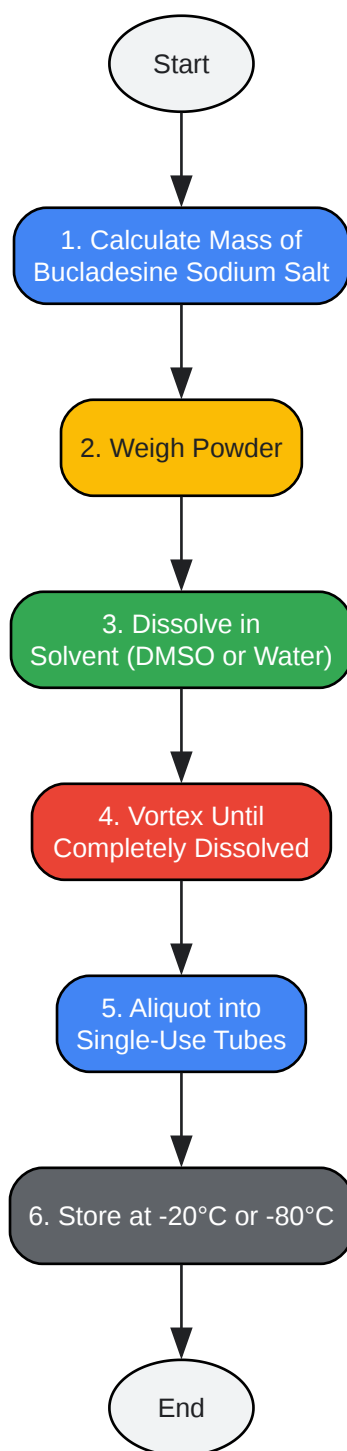 Start
1. Calculate Mass of
Bucladesine Sodium Salt
2. Weigh Powder
3. Dissolve in
Solvent (DMSO or Water)
4. Vortex Until
Completely Dissolved
5. Aliquot into
Single-Use Tubes
6. Store at -20°C or -80°C
End